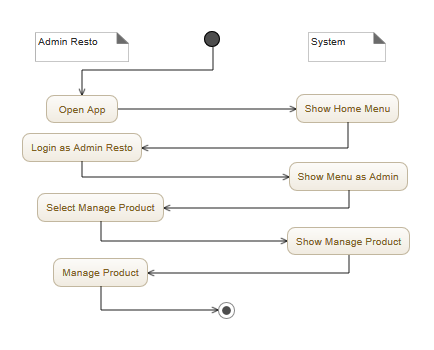 Admin Resto
System
Open App
Show Home Menu
Login as Admin Resto
Show Menu as Admin
Select Manage Product
Show Manage Product
Manage Product